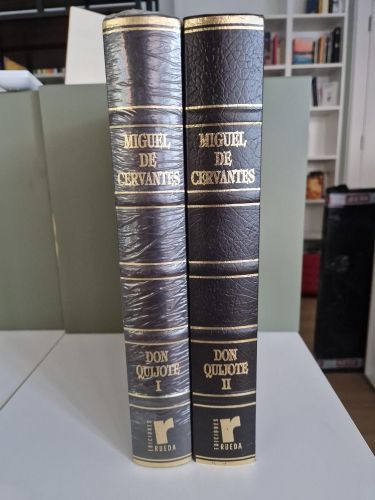 MIGUEL
DE
CERVANTES
DON
QUIJOTE
I
EDICIONES
r
RUEDA
MIGUEL
DE
CERVANTES
DON
QUIJOTE
II
EDICIONES
r
RUEDA